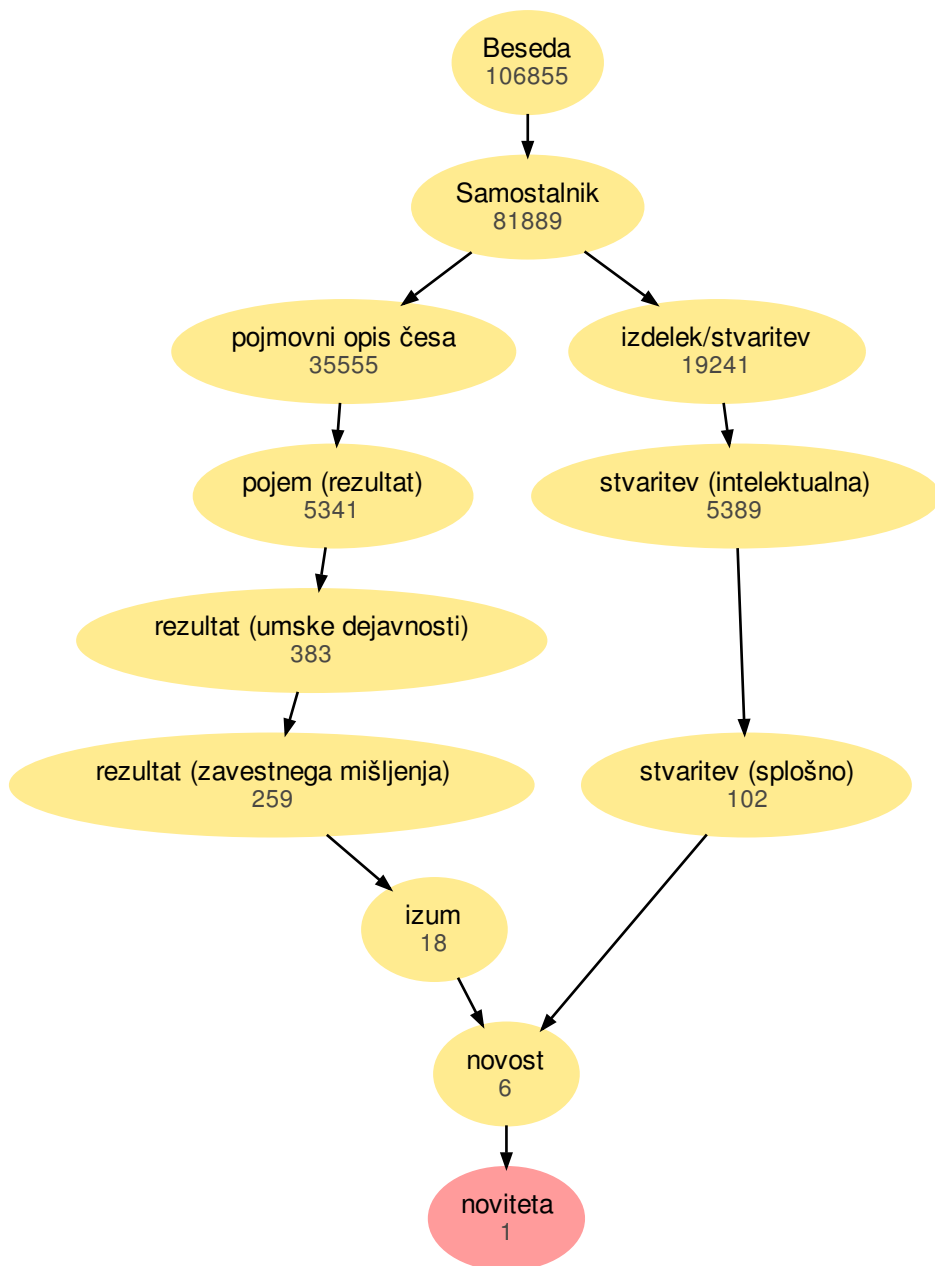 Beseda
106855
Samostalnik
81889
pojmovni opis česa
35555
izdelek/stvaritev
19241
pojem (rezultat)
5341
stvaritev (intelektualna)
5389
rezultat (umske dejavnosti)
383
rezultat (zavestnega mišljenja)
259
stvaritev (splošno)
102
izum
18
novost
6
noviteta
1